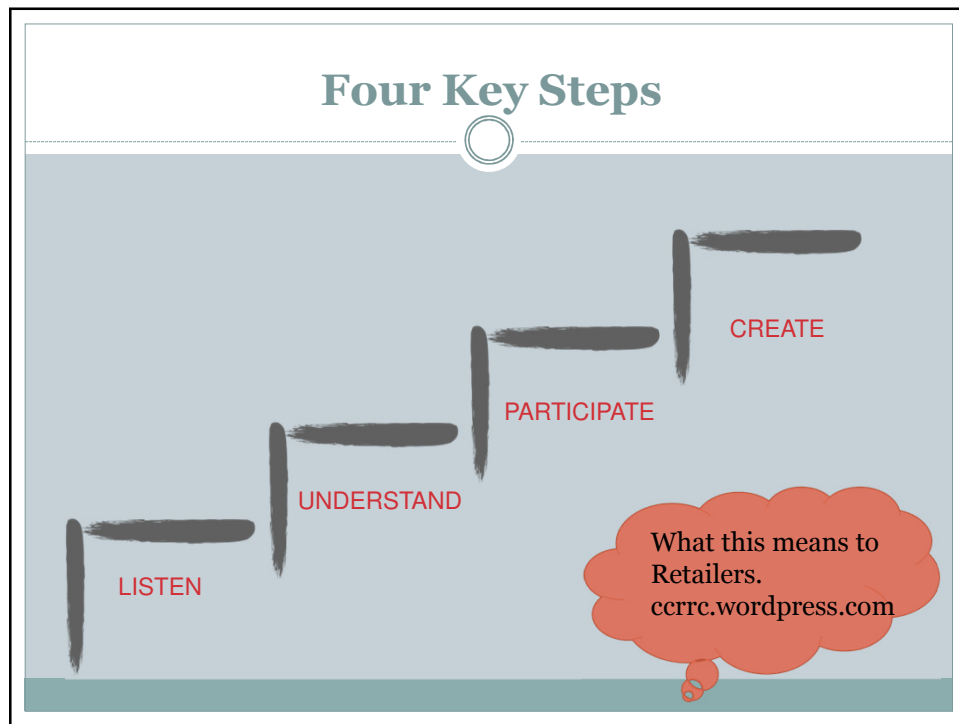 Four Key Steps
LISTEN
UNDERSTAND
PARTICIPATE
CREATE
What this means to
Retailers.
ccrrc.wordpress.com